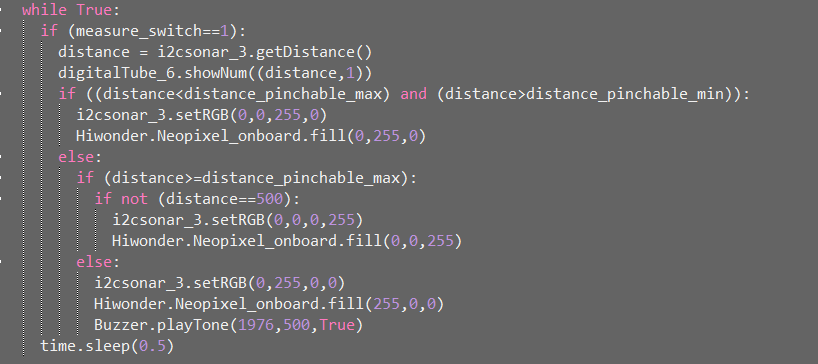 while True:
if (measure_switch==1):
distance = i2csonar_3.getDistance()
digitalTube_6.showNum((distance,1))
if ((distance<distance_pinchable_max) and (distance>distance_pinchable_min)):
i2csonar_3.setRGB(0,0,255,0)
Hiwonder.Neopixel_onboard.fill(0,255,0)
else:
if (distance>=distance_pinchable_max):
if not (distance==500):
i2csonar_3.setRGB(0,0,0,255)
Hiwonder.Neopixel_onboard.fill(0,0,255)
else:
i2csonar_3.setRGB(0,255,0,0)
Hiwonder.Neopixel_onboard.fill(255,0,0)
Buzzer.playTone(1976,500,True)
time.sleep(0.5)